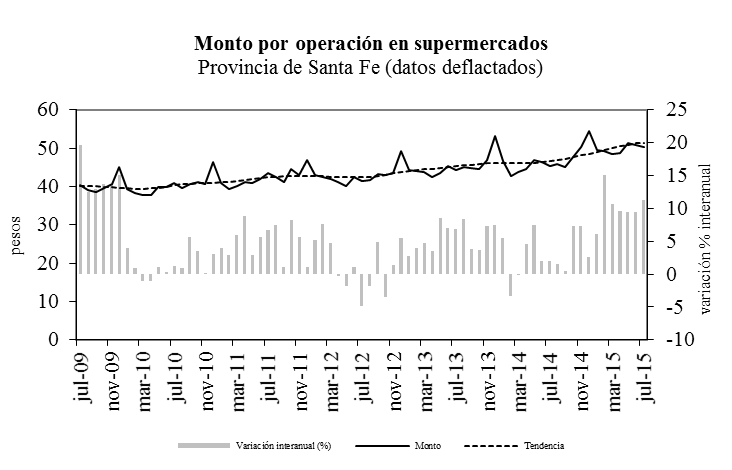 Monto por operación en supermercados
Provincia de Santa Fe (datos deflactados)
60
50
40
30
20
10
0
pesos
25
20
15
10
5
0
-5
-10
variación % interanual
jul-09
nov-09
mar-10
jul-10
nov-10
mar-11
jul-11
nov-11
mar-12
jul-12
nov-12
mar-13
jul-13
nov-13
mar-14
jul-14
nov-14
mar-15
jul-15
Variación interanual (%)
Monto
Tendencia